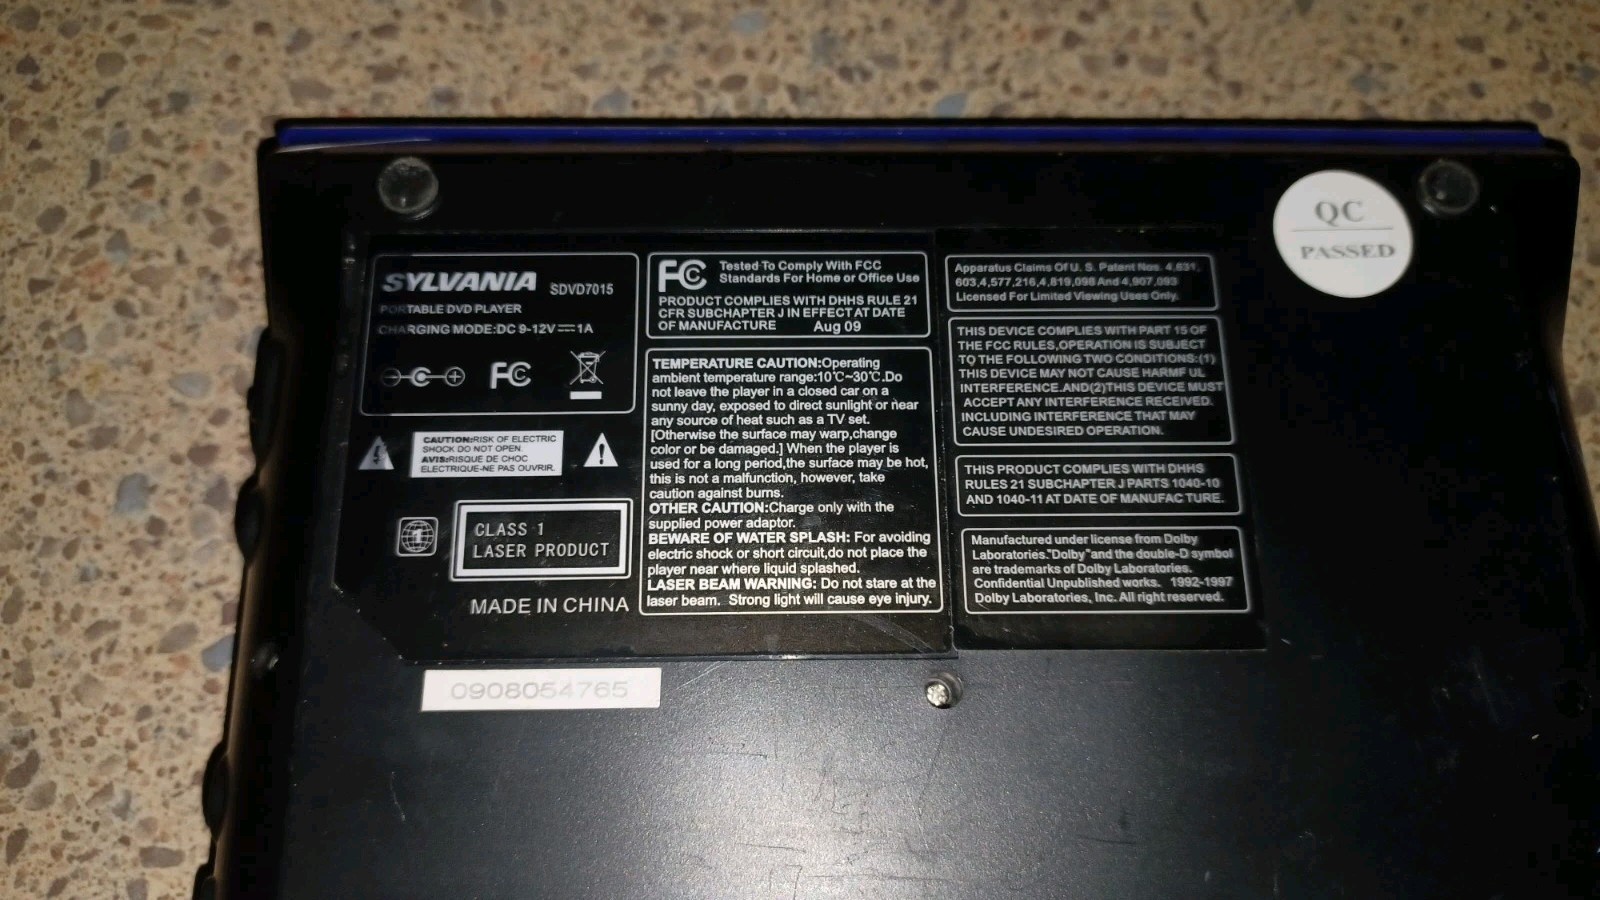 SYLVANIA SDVD7015
PORTABLE DVD PLAYER
CHARGING MODE:DC 9-12V 1A
FC
CAUTION:RISK OF ELECTRIC
SHOCK DO NOT OPEN.
AVIS:RISQUE DE CHOC
ELECTRIQUE-NE PAS OUVRIR.
1
CLASS 1
LASER PRODUCT
MADE IN CHINA
0908054765
FC Tested To Comply With FCC
Standards For Home or Office Use
PRODUCT COMPLIES WITH DHHS RULE 21
CFR SUBCHAPTER J IN EFFECT AT DATE
OF MANUFACTURE Aug 09
TEMPERATURE CAUTION:Operating
ambient temperature range:10℃~30℃.Do
not leave the player in a closed car on a
sunny day, exposed to direct sunlight or near
any source of heat such as a TV set.
[Otherwise the surface may warp,change
color or be damaged.] When the player is
used for a long period,the surface may be hot,
this is not a malfunction, however, take
caution against burns.
OTHER CAUTION:Charge only with the
supplied power adaptor.
BEWARE OF WATER SPLASH: For avoiding
electric shock or short circuit,do not place the
player near where liquid splashed.
LASER BEAM WARNING: Do not stare at the
laser beam. Strong light will cause eye injury.
Apparatus Claims Of U. S. Patent Nos. 4,631,
603,4,577,216,4,819,098 And 4,907,093
Licensed For Limited Viewing Uses Only.
THIS DEVICE COMPLIES WITH PART 15 OF
THE FCC RULES,OPERATION IS SUBJECT
TO THE FOLLOWING TWO CONDITIONS:(1)
THIS DEVICE MAY NOT CAUSE HARMF UL
INTERFERENCE.AND(2)THIS DEVICE MUST
ACCEPT ANY INTERFERENCE RECEIVED.
INCLUDING INTERFERENCE THAT MAY
CAUSE UNDESIRED OPERATION.
THIS PRODUCT COMPLIES WITH DHHS
RULES 21 SUBCHAPTER J PARTS 1040-10
AND 1040-11 AT DATE OF MANUFAC TURE.
Manufactured under license from Dolby
Laboratories."Dolby"and the double-D symbol
are trademarks of Dolby Laboratories.
Confidential Unpublished works. 1992-1997
Dolby Laboratories, Inc. All right reserved.
QC
PASSED